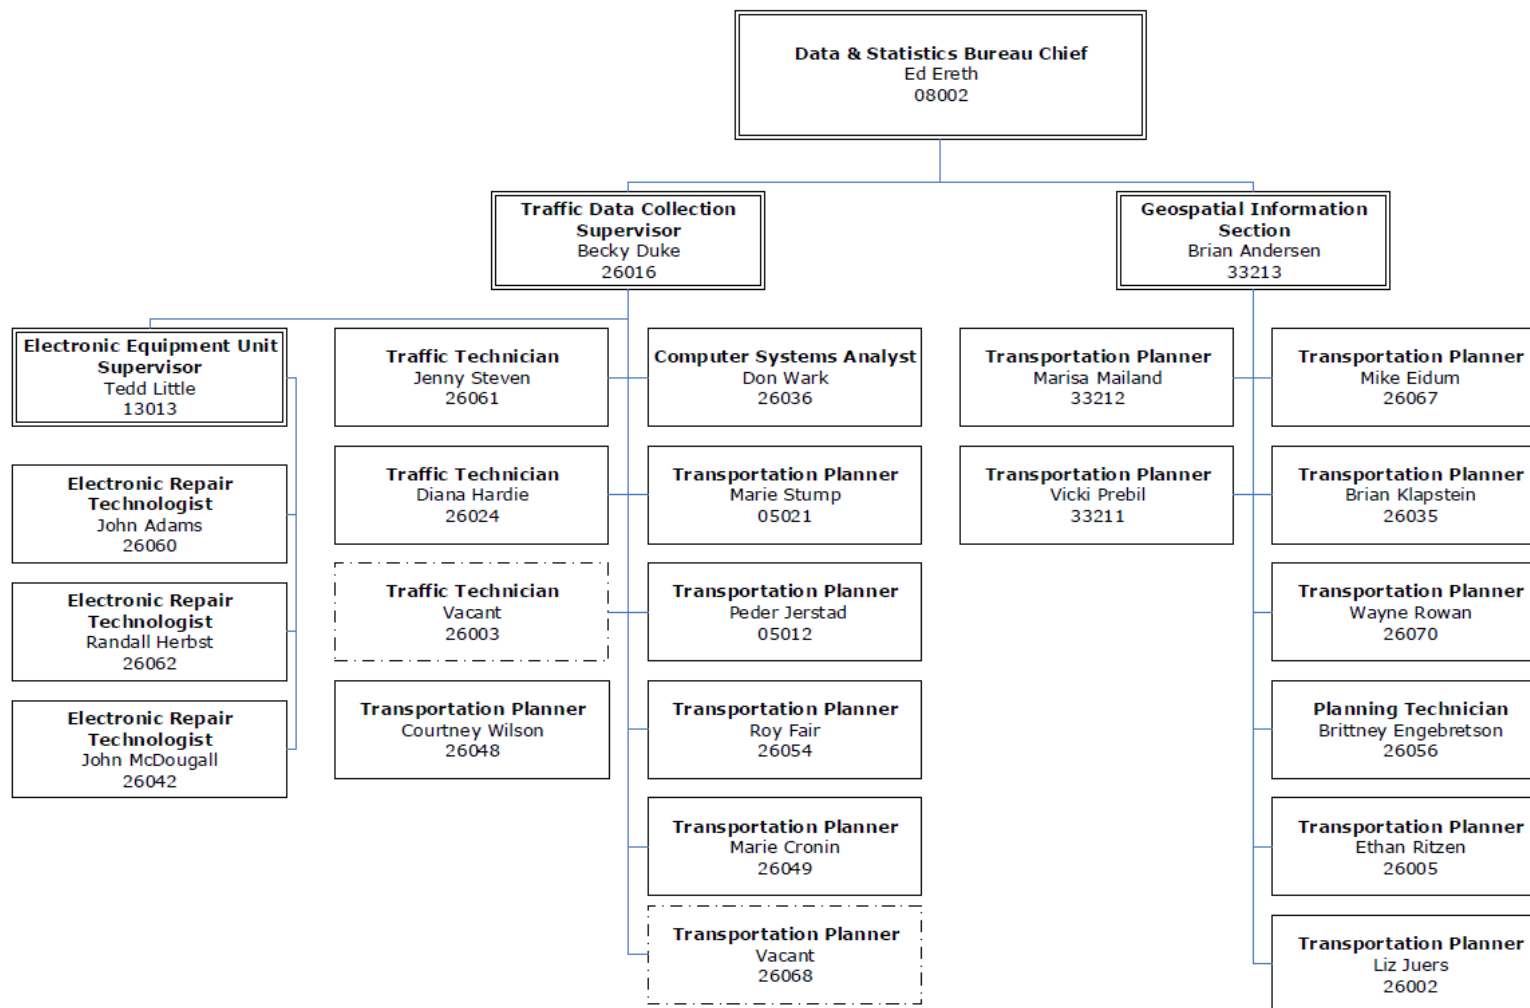 Data & Statistics Bureau Chief
Ed Ereth
08002
Traffic Data Collection
Supervisor
Becky Duke
26016
Geospatial Information
Section
Brian Andersen
33213
Electronic Equipment Unit
Supervisor
Tedd Little
13013
Electronic Repair
Technologist
John Adams
26060
Electronic Repair
Technologist
Randall Herbst
26062
Electronic Repair
Technologist
John McDougall
26042
Traffic Technician
Jenny Steven
26061
Traffic Technician
Diana Hardie
26024
Traffic Technician
Vacant
26003
Transportation Planner
Courtney Wilson
26048
Computer Systems Analyst
Don Wark
26036
Transportation Planner
Marie Stump
05021
Transportation Planner
Peder Jerstad
05012
Transportation Planner
Roy Fair
26054
Transportation Planner
Marie Cronin
26049
Transportation Planner
Vacant
26068
Transportation Planner
Marisa Mailand
33212
Transportation Planner
Vicki Prebil
33211
Transportation Planner
Mike Eidum
26067
Transportation Planner
Brian Klapstein
26035
Transportation Planner
Wayne Rowan
26070
Planning Technician
Brittney Engebretson
26056
Transportation Planner
Ethan Ritzen
26005
Transportation Planner
Liz Juers
26002